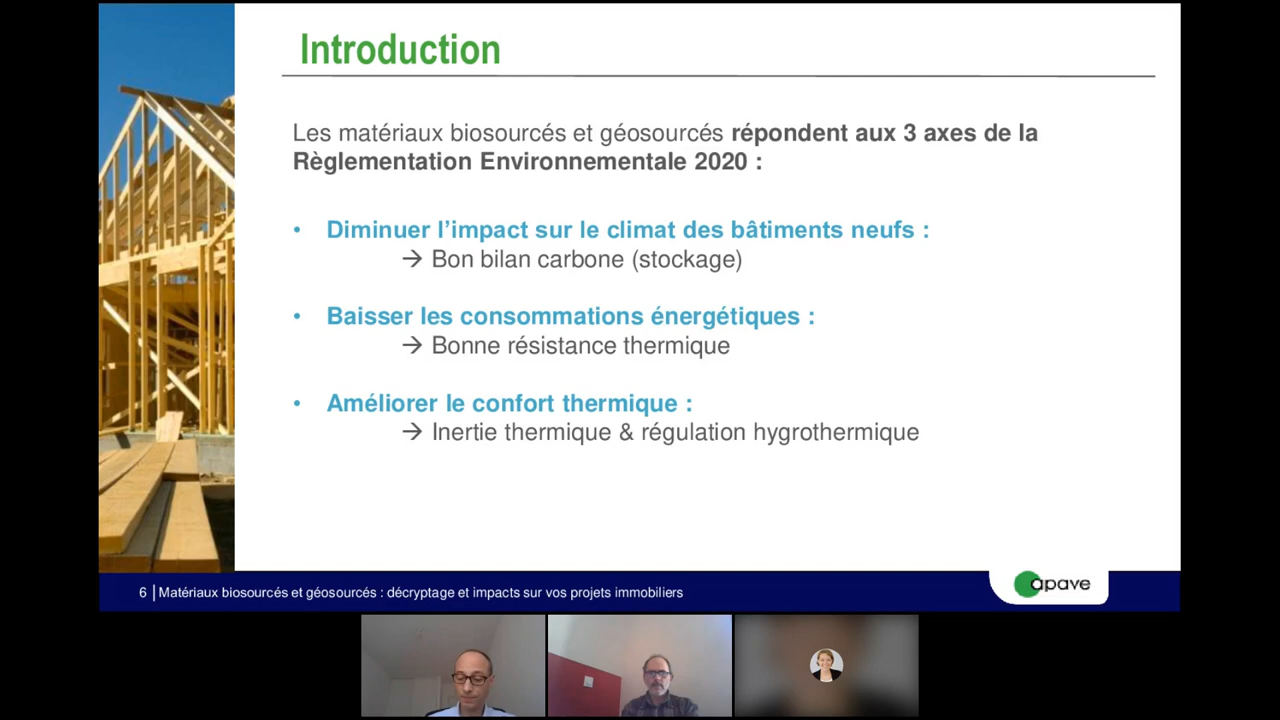 Introduction
Les matériaux biosourcés et géosourcés répondent aux 3 axes de la
Règlementation Environnementale 2020 :
• Diminuer l’impact sur le climat des bâtiments neufs :
→ Bon bilan carbone (stockage)
• Baisser les consommations énergétiques :
→ Bonne résistance thermique
• Améliorer le confort thermique :
→ Inertie thermique & régulation hygrothermique
6 | Matériaux biosourcés et géosourcés : décryptage et impacts sur vos projets immobiliers
apave